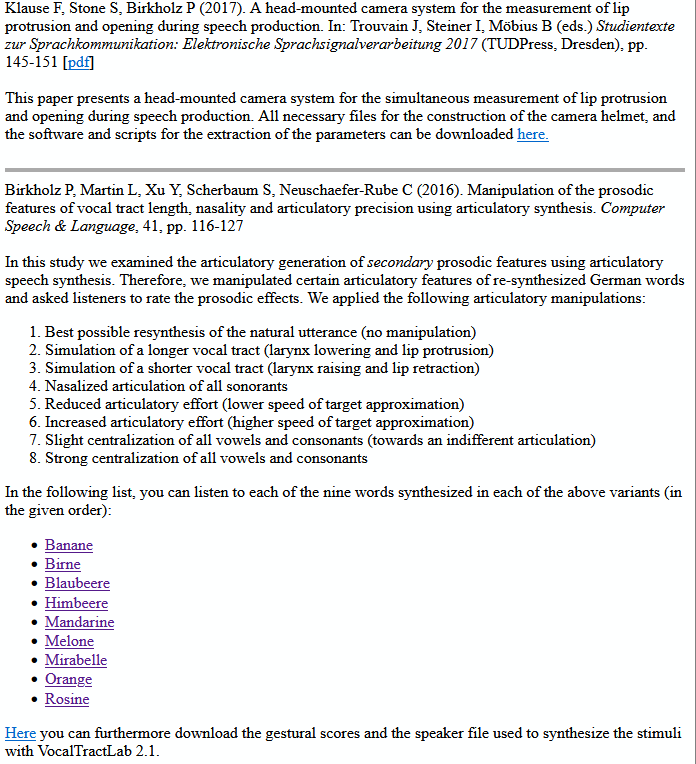 Klause F, Stone S, Birkholz P (2017). A head-mounted camera system for the measurement of lip
protrusion and opening during speech production. In: Trouvain J, Steiner I, Möbius B (eds.) Studientexte
zur Sprachkommunikation: Elektronische Sprachsignalverarbeitung 2017 (TUDPress, Dresden), pp.
145-151 [pdf]
This paper presents a head-mounted camera system for the simultaneous measurement of lip protrusion
and opening during speech production. All necessary files for the construction of the camera helmet, and
the software and scripts for the extraction of the parameters can be downloaded here.
Birkholz P, Martin L, Xu Y, Scherbaum S, Neuschaefer-Rube C (2016). Manipulation of the prosodic
features of vocal tract length, nasality and articulatory precision using articulatory synthesis. Computer
Speech & Language, 41, pp. 116-127
In this study we examined the articulatory generation of secondary prosodic features using articulatory
speech synthesis. Therefore, we manipulated certain articulatory features of re-synthesized German words
and asked listeners to rate the prosodic effects. We applied the following articulatory manipulations:
1. Best possible resynthesis of the natural utterance (no manipulation)
2. Simulation of a longer vocal tract (larynx lowering and lip protrusion)
3. Simulation of a shorter vocal tract (larynx raising and lip retraction)
4. Nasalized articulation of all sonorants
5. Reduced articulatory effort (lower speed of target approximation)
6. Increased articulatory effort (higher speed of target approximation)
7. Slight centralization of all vowels and consonants (towards an indifferent articulation)
8. Strong centralization of all vowels and consonants
In the following list, you can listen to each of the nine words synthesized in each of the above variants (in
the given order):
• Banane
• Birne
• Blaubeere
• Himbeere
• Mandarine
• Melone
• Mirabelle
• Orange
• Rosine
Here you can furthermore download the gestural scores and the speaker file used to synthesize the stimuli
with VocalTractLab 2.1.